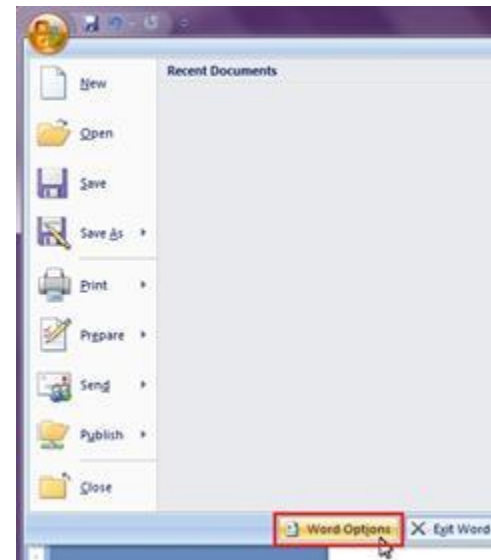 Recent Documents
New
Open
Save
Save As
Print
Prepare
Send
Publish
Close
Word Options
Exit Word